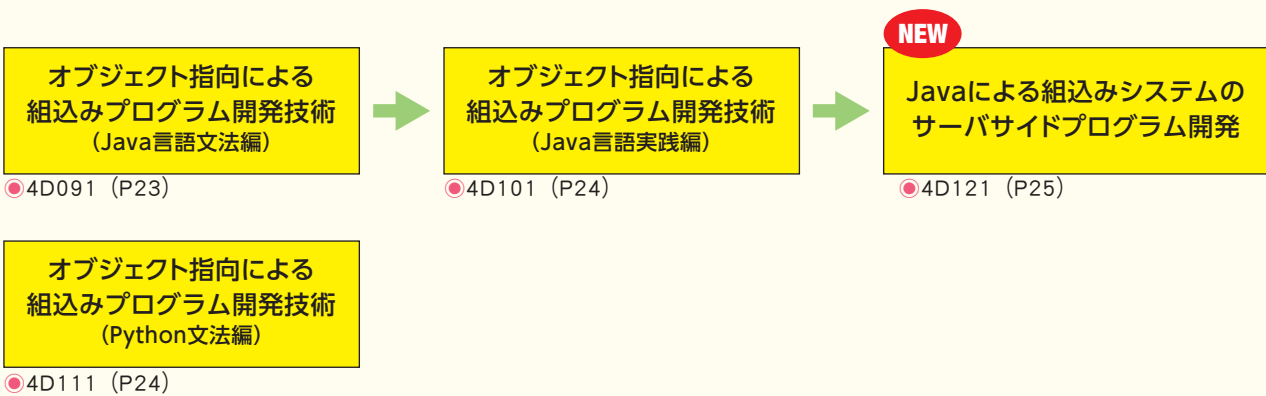 NEW
オブジェクト指向による
組込みプログラム開発技術
(Java言語文法編)
◉4D091(P23)
オブジェクト指向による
組込みプログラム開発技術
(Java言語実践編)
◉4D101(P24)
Javaによる組込みシステムの
サーバサイドプログラム開発
◉4D121(P25)
オブジェクト指向による
組込みプログラム開発技術
(Python文法編)
◉4D111(P24)